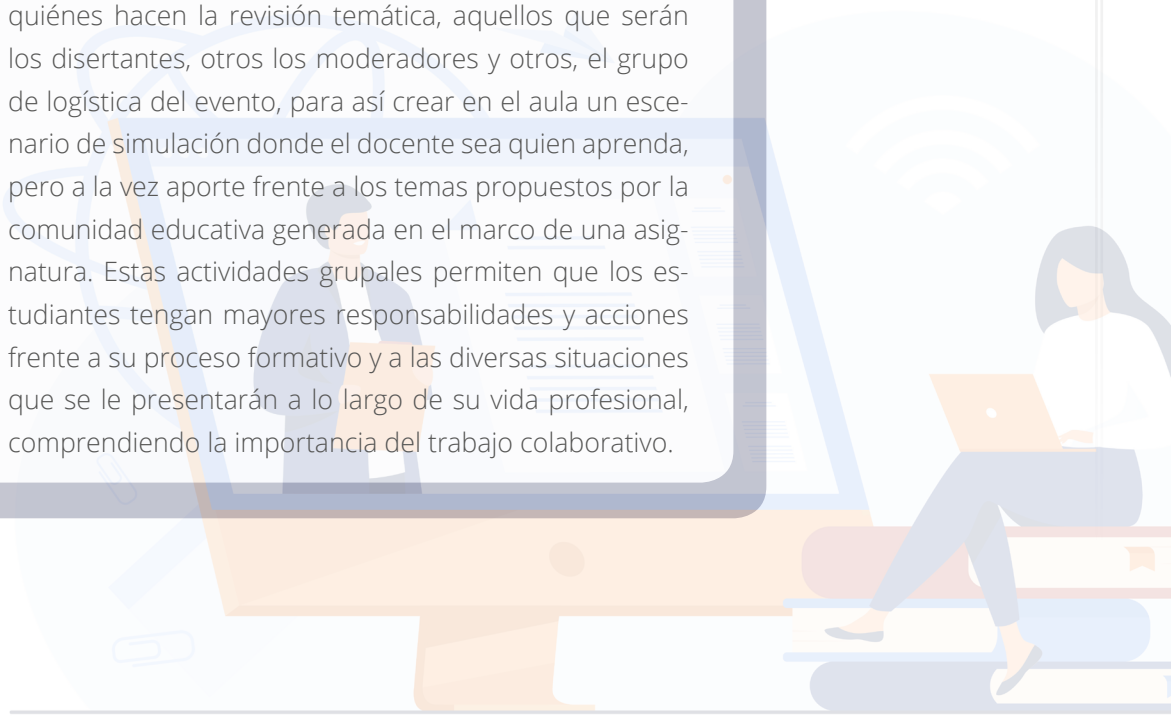 quiénes hacen la revisión temática, aquellos que serán
los disertantes, otros los moderadores y otros, el grupo
de logística del evento, para así crear en el aula un esce-
nario de simulación donde el docente sea quien aprenda,
pero a la vez aporte frente a los temas propuestos por la
comunidad educativa generada en el marco de una asig-
natura. Estas actividades grupales permiten que los es-
tudiantes tengan mayores responsabilidades y acciones
frente a su proceso formativo y a las diversas situaciones
que se le presentarán a lo largo de su vida profesional,
comprendiendo la importancia del trabajo colaborativo.